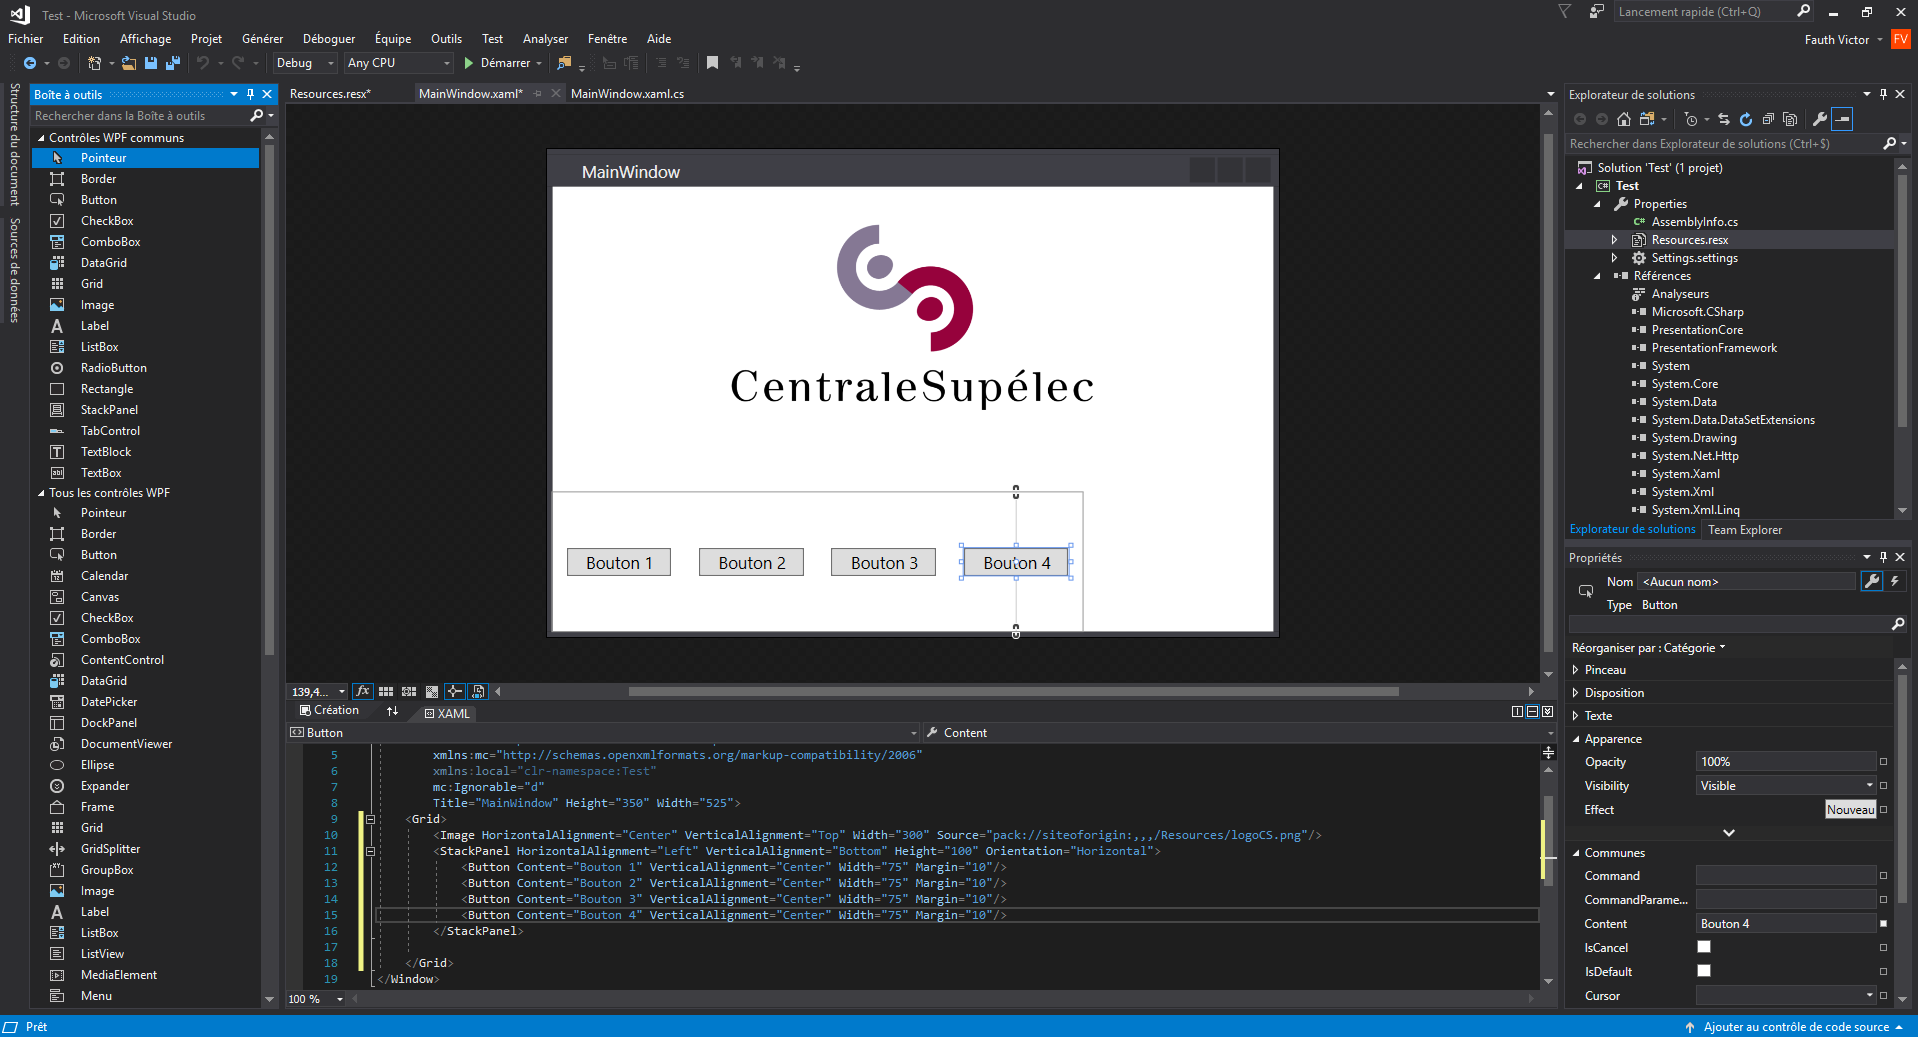 Test - Microsoft Visual Studio
Lancement rapide (Ctrl+Q)
Fichier Edition Affichage Projet Générer Déboguer Équipe Outils Test Analyser Fenêtre Aide
Fauth Victor FV
Debug Any CPU Démarrer
Structure du document
Sources de données
Boîte à outils
Rechercher dans la Boîte à outils
Contrôles WPF communs
Pointeur
Border
Button
CheckBox
ComboBox
DataGrid
Grid
Image
Label
ListBox
RadioButton
Rectangle
StackPanel
TabControl
TextBlock
TextBox
Tous les contrôles WPF
Pointeur
Border
Button
Calendar
Canvas
CheckBox
ComboBox
ContentControl
DataGrid
DatePicker
DockPanel
DocumentViewer
Ellipse
Expander
Frame
Grid
GridSplitter
GroupBox
Image
Label
ListBox
ListView
MediaElement
Menu
Resources.resx* MainWindow.xaml* MainWindow.xaml.cs
MainWindow
CentraleSupélec
Bouton 1 Bouton 2 Bouton 3 Bouton 4
139,4... fx
Création XAML
Button Content
5 xmlns:mc="http://schemas.openxmlformats.org/markup-compatibility/2006"
6 xmlns:local="clr-namespace:Test"
7 mc:Ignorable="d"
8 Title="MainWindow" Height="350" Width="525">
9 <Grid>
10 <Image HorizontalAlignment="Center" VerticalAlignment="Top" Width="300" Source="pack://siteoforigin:,,,/Resources/logoCS.png"/>
11 <StackPanel HorizontalAlignment="Left" VerticalAlignment="Bottom" Height="100" Orientation="Horizontal">
12 <Button Content="Bouton 1" VerticalAlignment="Center" Width="75" Margin="10"/>
13 <Button Content="Bouton 2" VerticalAlignment="Center" Width="75" Margin="10"/>
14 <Button Content="Bouton 3" VerticalAlignment="Center" Width="75" Margin="10"/>
15 <Button Content="Bouton 4" VerticalAlignment="Center" Width="75" Margin="10"/>
16 </StackPanel>
17
18 </Grid>
19 </Window>
100 %
Explorateur de solutions
Rechercher dans Explorateur de solutions (Ctrl+$)
Solution 'Test' (1 projet)
C# Test
Properties
C# AssemblyInfo.cs
Resources.resx
Settings.settings
Références
Analyseurs
Microsoft.CSharp
PresentationCore
PresentationFramework
System
System.Core
System.Data
System.Data.DataSetExtensions
System.Drawing
System.Net.Http
System.Xaml
System.Xml
System.Xml.Linq
Explorateur de solutions Team Explorer
Propriétés
Nom <Aucun nom>
Type Button
Réorganiser par : Catégorie
Pinceau
Disposition
Texte
Apparence
Opacity 100%
Visibility Visible
Effect Nouveau
Communes
Command
CommandParame...
Content Bouton 4
IsCancel
IsDefault
Cursor
Prêt
Ajouter au contrôle de code source